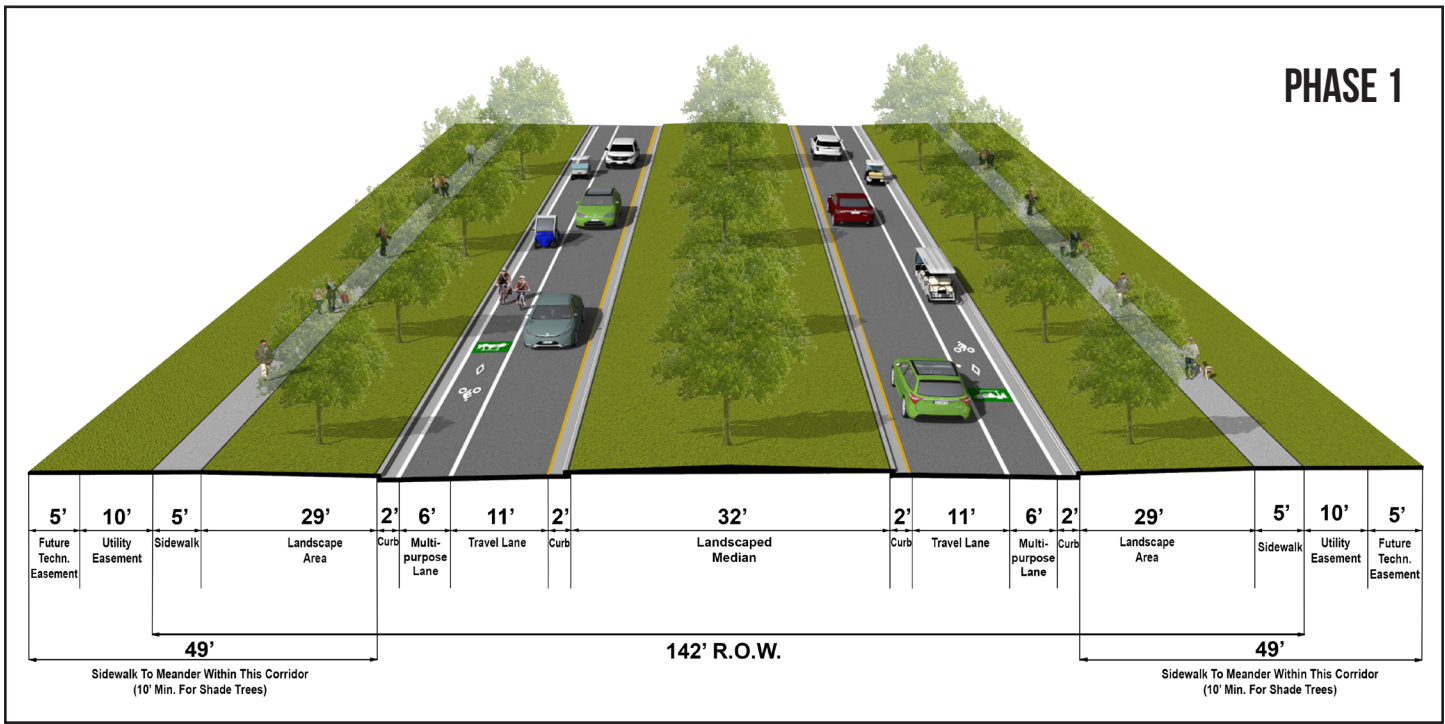 PHASE 1
5' 10' 5' 29' 2' 6' 11' 2' 32' 2' 11' 6' 2' 29' 5' 10' 5'
Future
Techn.
Easement
Utility
Easement
Sidewalk
Landscape
Area
Curb
Multi-
purpose
Lane
Travel Lane
Curb
Landscaped
Median
Curb
Travel Lane
Multi-
purpose
Lane
Curb
Landscape
Area
Sidewalk
Utility
Easement
Future
Techn.
Easement
49'
Sidewalk To Meander Within This Corridor
(10' Min. For Shade Trees)
142' R.O.W.
49'
Sidewalk To Meander Within This Corridor
(10' Min. For Shade Trees)